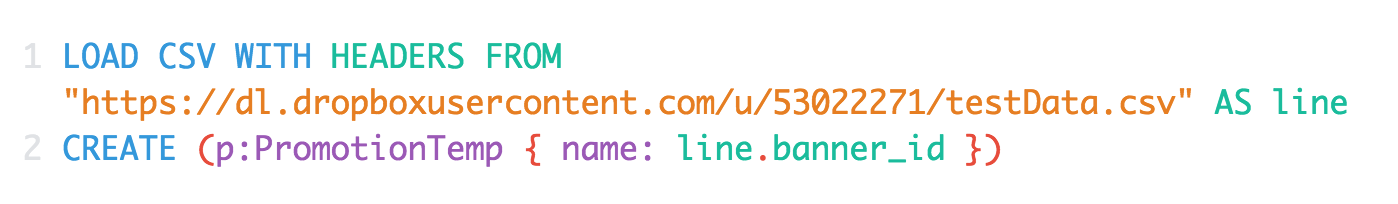 1 LOAD CSV WITH HEADERS FROM
"https://dl.dropboxusercontent.com/u/53022271/testData.csv" AS line
2 CREATE (p:PromotionTemp { name: line.banner_id })